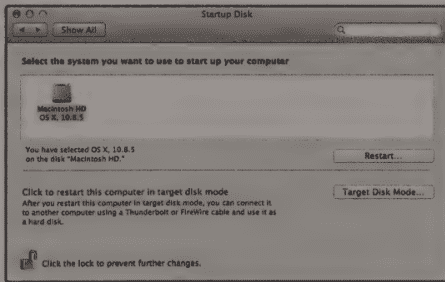 Startup Disk
Show All
Select the system you want to use to start up your computer
Macintosh HD
OS X, 10.8.5
You have selected OS X, 10.8.5
on the disk "Macintosh HD."
Restart...
Click to restart this computer in target disk mode
Target Disk Mode...
After you restart this computer in target disk mode, you can connect it
to another computer using a Thunderbolt or FireWire cable and use it as
a hard disk.
Click the lock to prevent further changes.